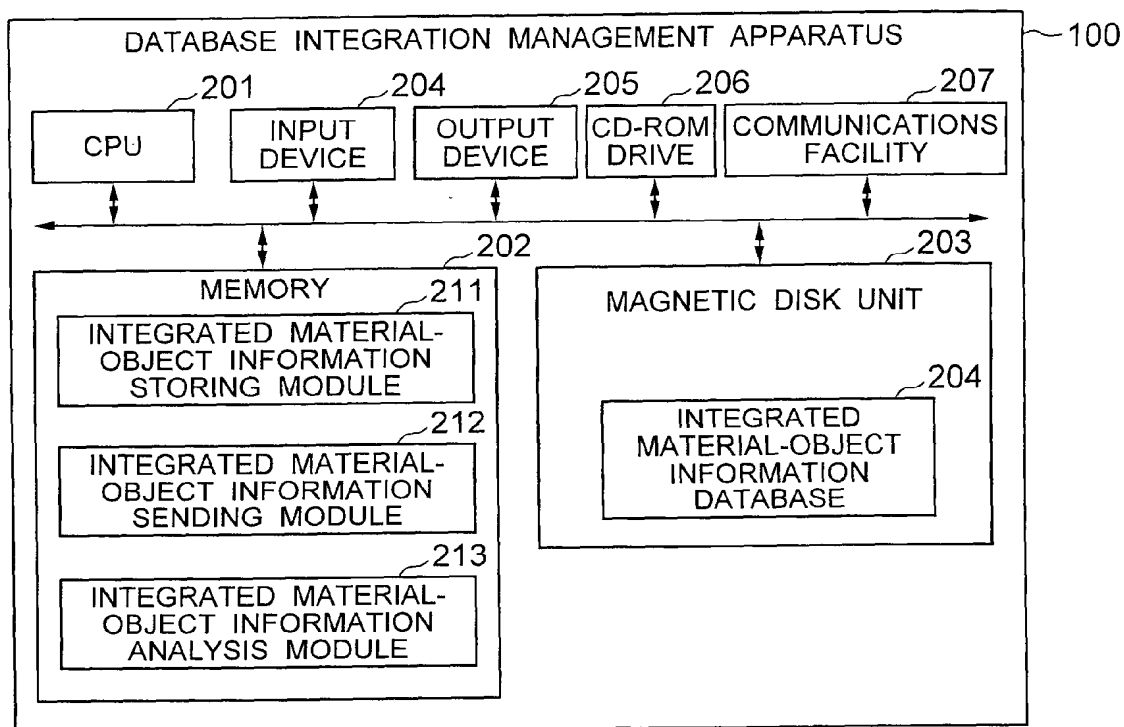 DATABASE INTEGRATION MANAGEMENT APPARATUS
100
201
204
205
206
207
CPU
INPUT
DEVICE
OUTPUT
DEVICE
CD-ROM
DRIVE
COMMUNICATIONS
FACILITY
202
MEMORY
211
INTEGRATED MATERIAL-
OBJECT INFORMATION
STORING MODULE
212
INTEGRATED MATERIAL-
OBJECT INFORMATION
SENDING MODULE
213
INTEGRATED MATERIAL-
OBJECT INFORMATION
ANALYSIS MODULE
203
MAGNETIC DISK UNIT
204
INTEGRATED
MATERIAL-OBJECT
INFORMATION
DATABASE